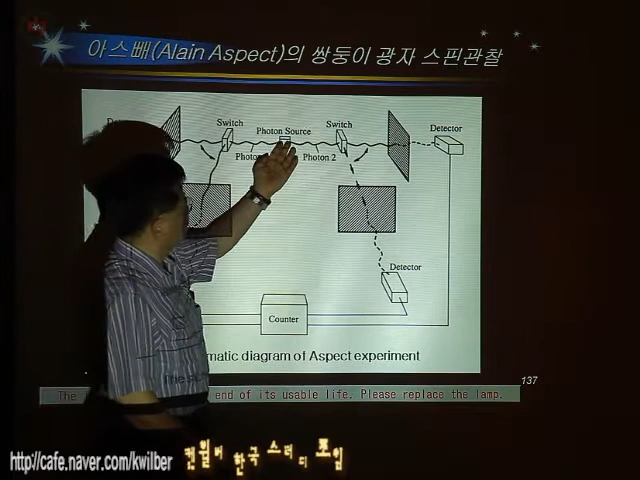 아스뻬(Alain Aspect)의 쌍둥이 광자 스핀관찰
Switch
Photon Source
Switch
Detector
Photon 2
Detector
Counter
diagram of Aspect experiment
137
The
end of its usable life. Please replace the lamp.
http://cafe.naver.com/kwilber
켄윌버 한국 스터디 모임